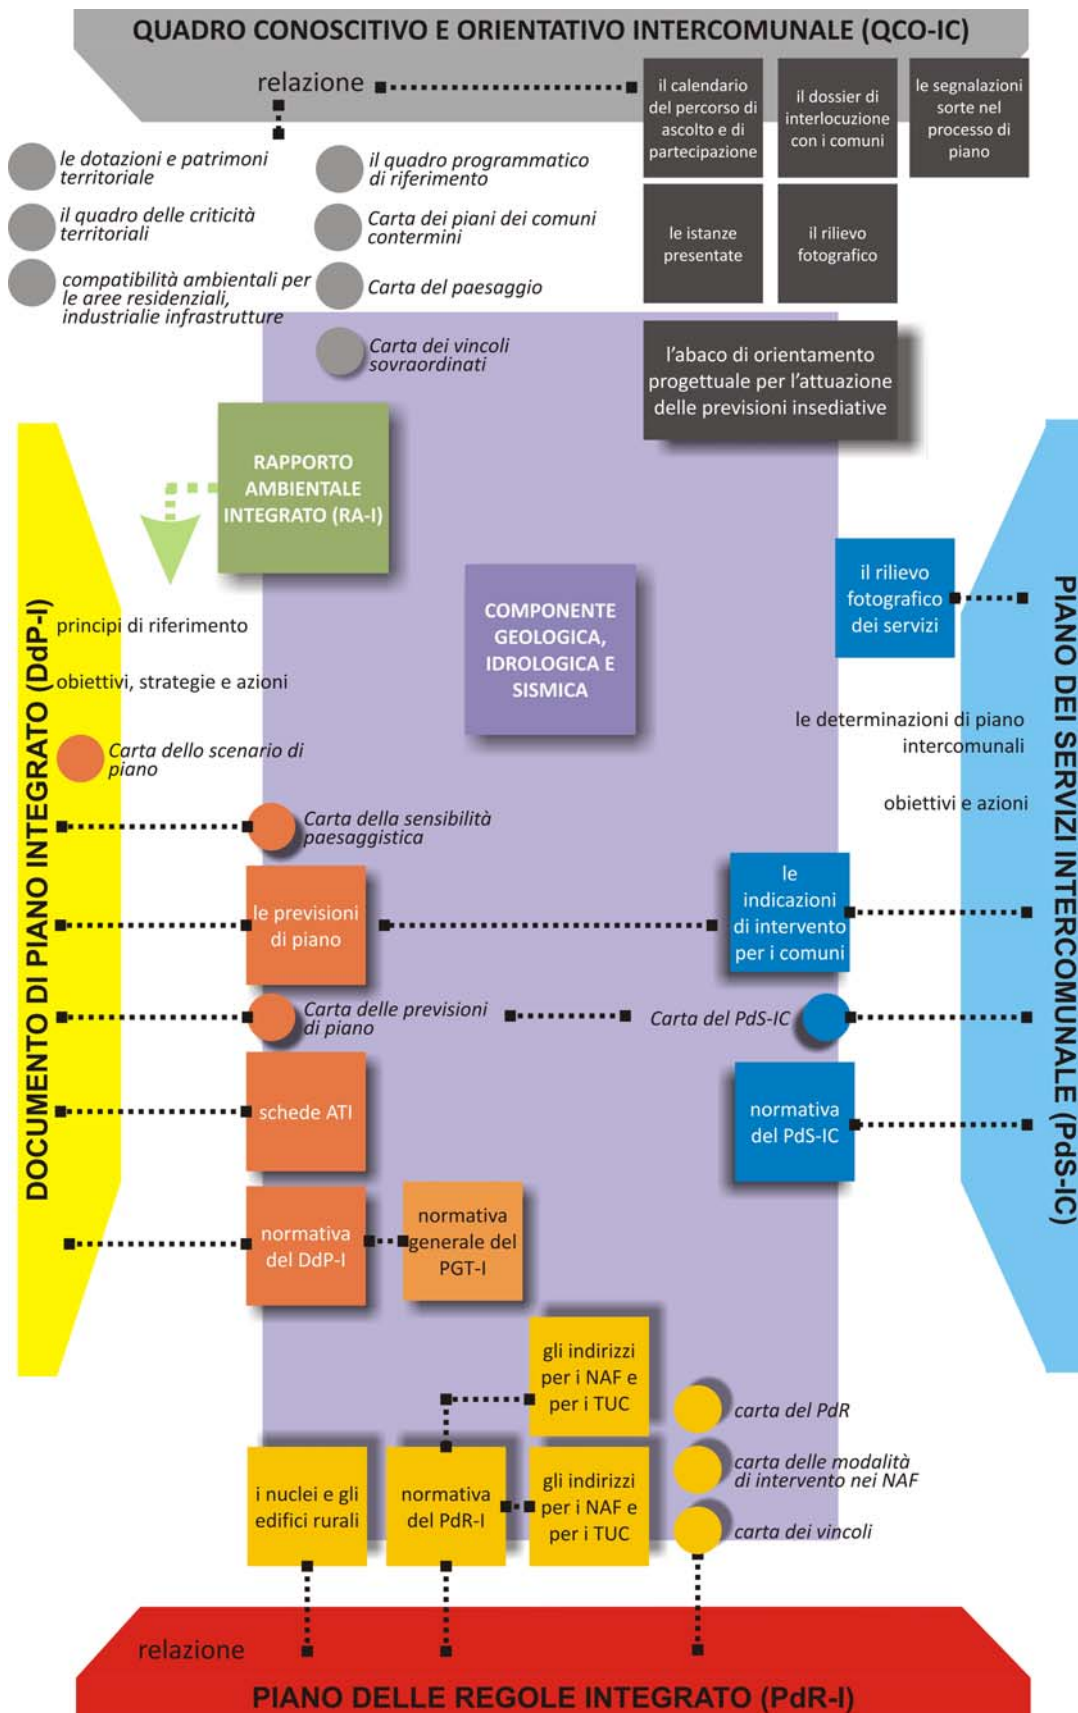 QUADRO CONOSCITIVO E ORIENTATIVO INTERCOMUNALE (QCO-IC)
relazione
il calendario
del percorso di
ascolto e di
partecipazione
il dossier di
interlocuzione
con i comuni
le segnalazioni
sorte nel
processo di
piano
le dotazioni e patrimoni
territoriale
il quadro delle criticità
territoriali
compatibilità ambientali per
le aree residenziali,
industrialie infrastrutture
il quadro programmatico
di riferimento
Carta dei piani dei comuni
contermini
Carta del paesaggio
Carta dei vincoli
sovraordinati
le istanze
presentate
il rilievo
fotografico
l'abaco di orientamento
progettuale per l'attuazione
delle previsioni insediative
RAPPORTO
AMBIENTALE
INTEGRATO (RA-I)
COMPONENTE
GEOLOGICA,
IDROLOGICA E
SISMICA
DOCUMENTO DI PIANO INTEGRATO (DdP-I)
principi di riferimento
obiettivi, strategie e azioni
Carta dello scenario di
piano
Carta della sensibilità
paesaggistica
le previsioni
di piano
Carta delle previsioni
di piano
schede ATI
normativa
del DdP-I
normativa
generale del
PGT-I
PIANO DEI SERVIZI INTERCOMUNALE (PdS-IC)
il rilievo
fotografico
dei servizi
le determinazioni di piano
intercomunali
obiettivi e azioni
le
indicazioni
di intervento
per i comuni
Carta del PdS-IC
normativa
del PdS-IC
gli indirizzi
per i NAF e
per i TUC
i nuclei e gli
edifici rurali
normativa
del PdR-I
gli indirizzi
per i NAF e
per i TUC
carta del PdR
carta delle modalità
di intervento nei NAF
carta dei vincoli
relazione
PIANO DELLE REGOLE INTEGRATO (PdR-I)